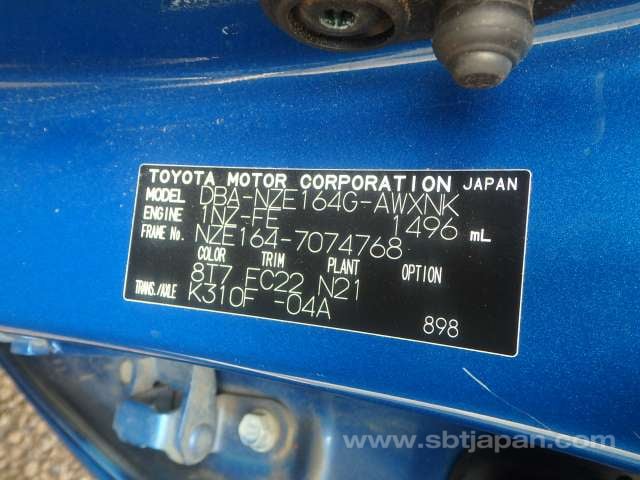 TOYOTA MOTOR CORPORATION JAPAN
MODEL DBA-NZE164G-AWXNK
ENGINE 1NZ-FE 1496 mL
FRAME No. NZE164-7074768
COLOR TRIM PLANT OPTION
8T7 FC22 N21
TRANS./AXLE K310F -04A
898
www.sbtjapan.com